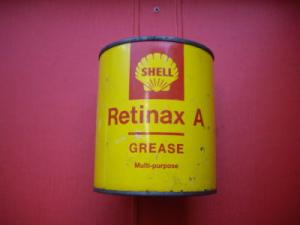 SHELL
Retinax A
GREASE
Multi-purpose